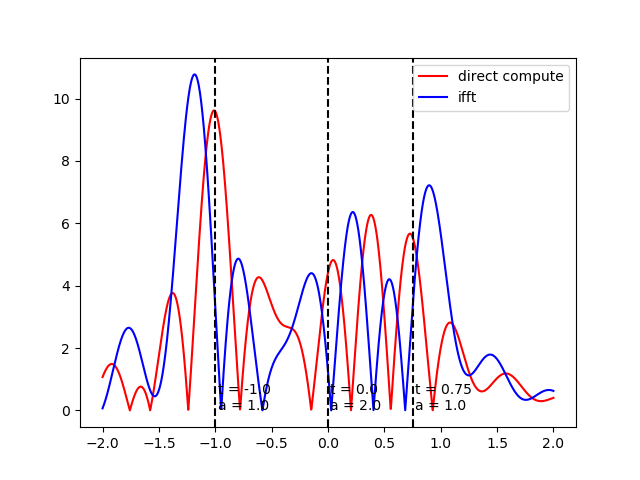 direct compute
ifft
10
8
6
4
2
0
t = -1.0
a = 1.0
t = 0.0
a = 2.0
t = 0.75
a = 1.0
−2.0 −1.5 −1.0 −0.5 0.0 0.5 1.0 1.5 2.0